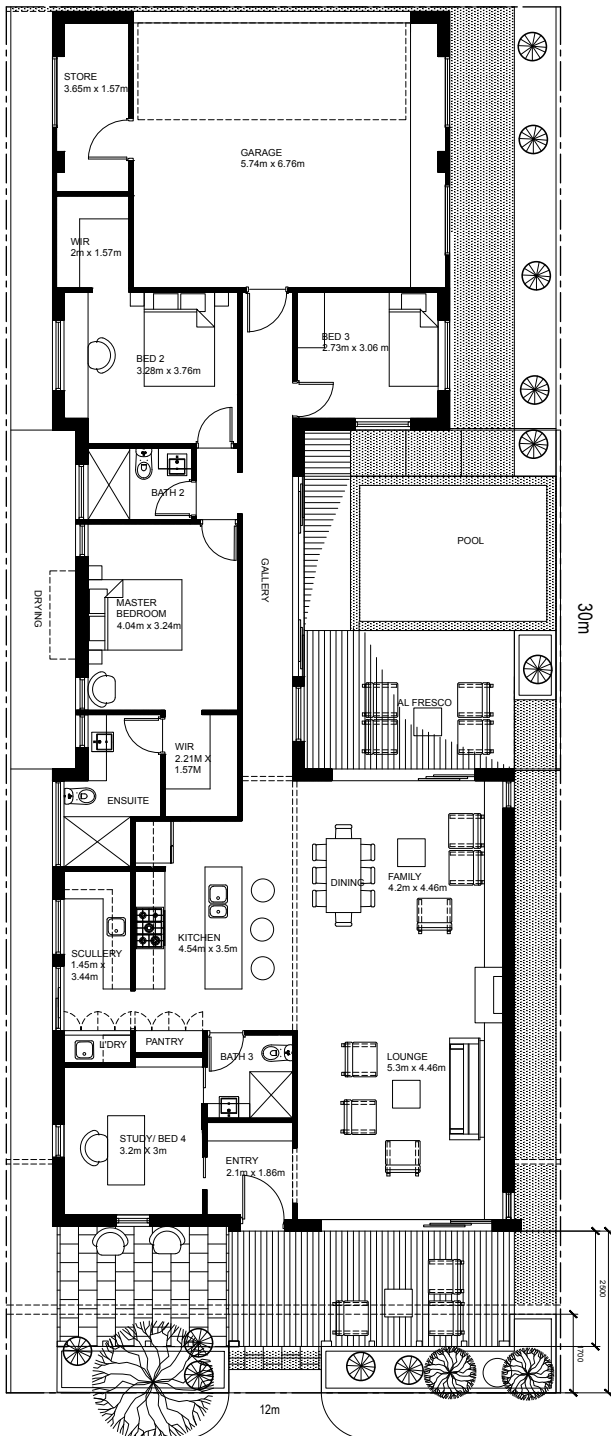 STORE
3.65m x 1.57m
GARAGE
5.74m x 6.76m
WIR
2m x 1.57m
BED 2
3.28m x 3.76m
BED 3
2.73m x 3.06 m
BATH 2
POOL
GALLERY
30m
DRYING
MASTER
BEDROOM
4.04m x 3.24m
AL FRESCO
WIR
2.21M X
1.57M
ENSUITE
DINING
FAMILY
4.2m x 4.46m
KITCHEN
4.54m x 3.5m
SCULLERY
1.45m x
3.44m
L'DRY
PANTRY
BATH 3
LOUNGE
5.3m x 4.46m
STUDY/ BED 4
3.2m X 3m
ENTRY
2.1m x 1.86m
2500
12m